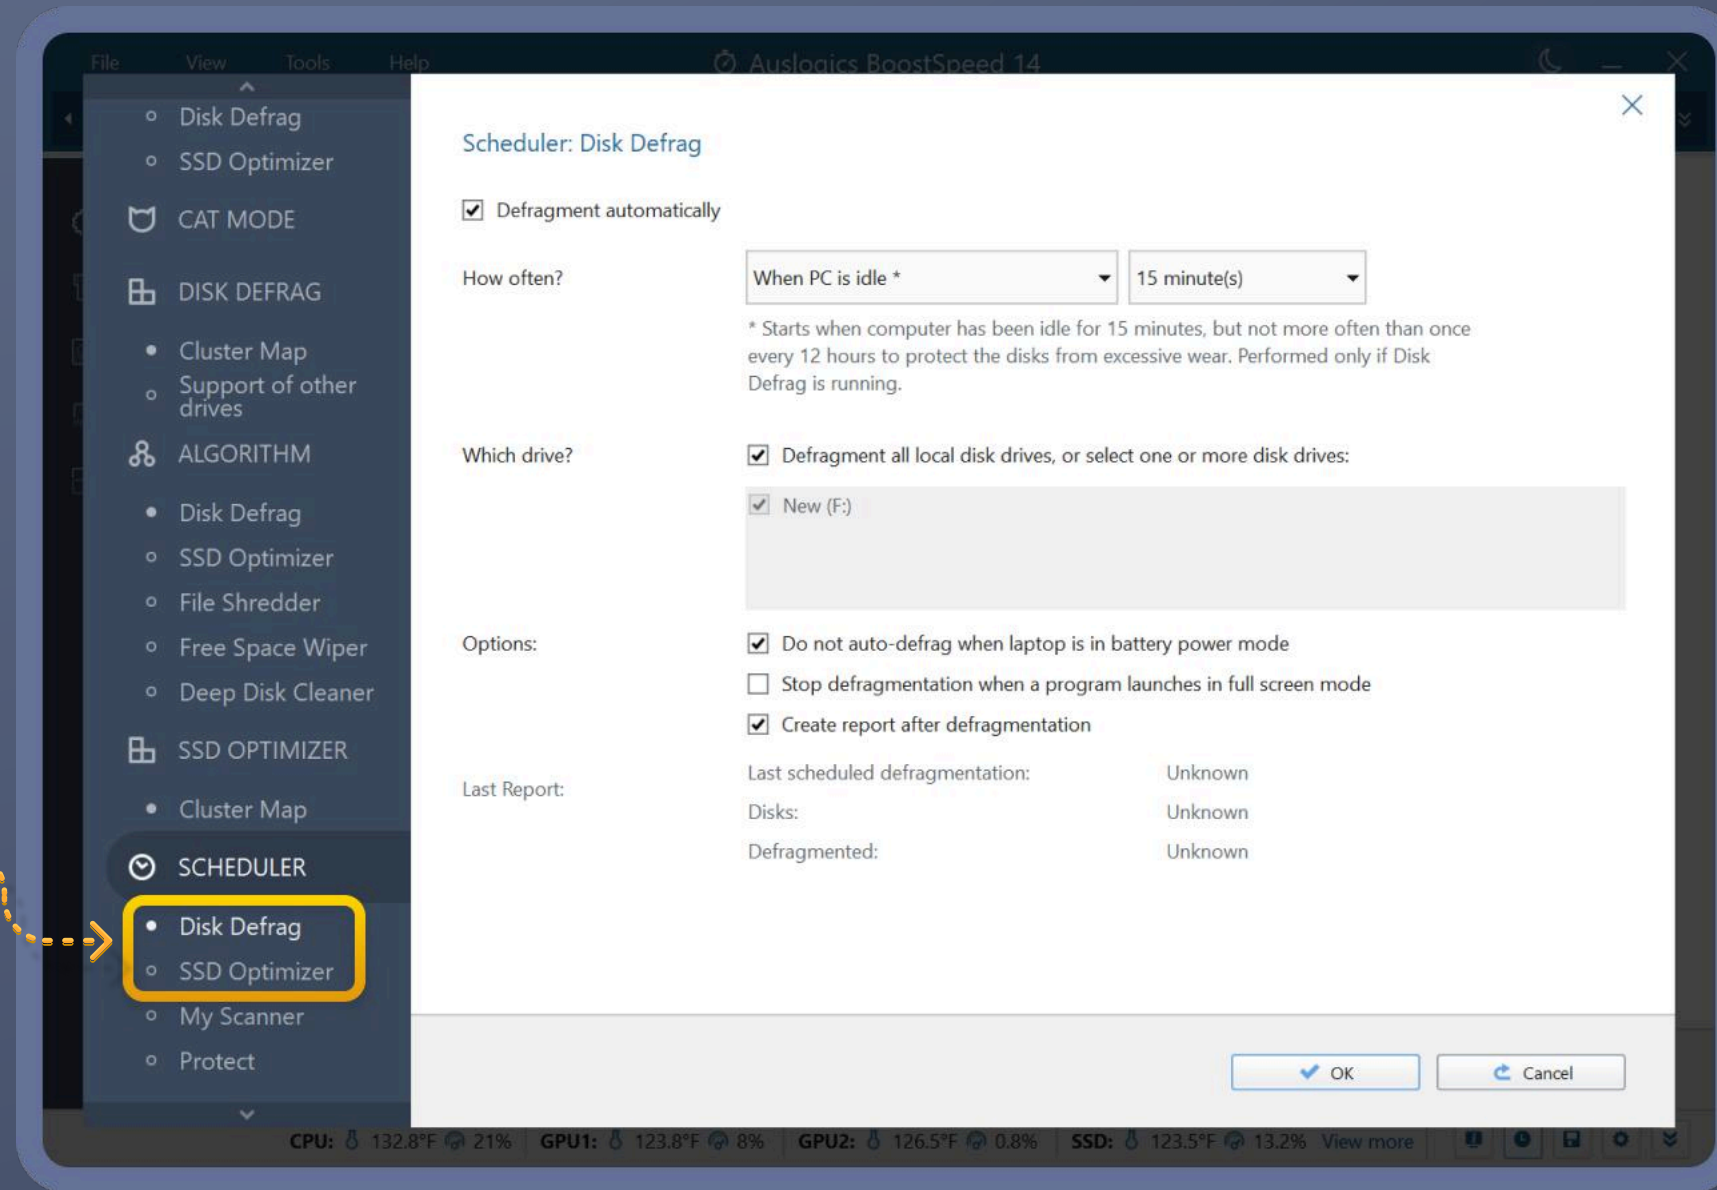 File View Tools Help
Auslogics BoostSpeed 14
Disk Defrag
SSD Optimizer
CAT MODE
DISK DEFRAG
Cluster Map
Support of other
drives
ALGORITHM
Disk Defrag
SSD Optimizer
File Shredder
Free Space Wiper
Deep Disk Cleaner
SSD OPTIMIZER
Cluster Map
SCHEDULER
Disk Defrag
SSD Optimizer
My Scanner
Protect
Scheduler: Disk Defrag
Defragment automatically
How often?
When PC is idle *
15 minute(s)
* Starts when computer has been idle for 15 minutes, but not more often than once
every 12 hours to protect the disks from excessive wear. Performed only if Disk
Defrag is running.
Which drive?
Defragment all local disk drives, or select one or more disk drives:
New (F:)
Options:
Do not auto-defrag when laptop is in battery power mode
Stop defragmentation when a program launches in full screen mode
Create report after defragmentation
Last Report:
Last scheduled defragmentation: Unknown
Disks: Unknown
Defragmented: Unknown
OK
Cancel
CPU: 132.8°F 21% GPU1: 123.8°F 8% GPU2: 126.5°F 0.8% SSD: 123.5°F 13.2% View more